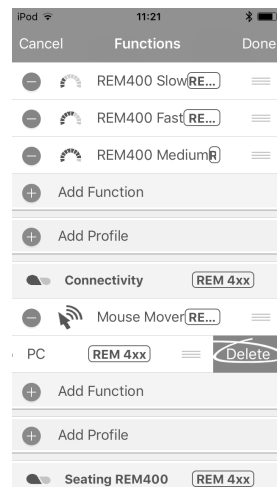 iPod 11:21
Cancel Functions Done
REM400 Slow RE...
REM400 Fast RE...
REM400 Medium R
Add Function
Add Profile
Connectivity REM 4xx
Mouse Mover RE...
PC REM 4xx Delete
Add Function
Add Profile
Seating REM400 REM 4xx